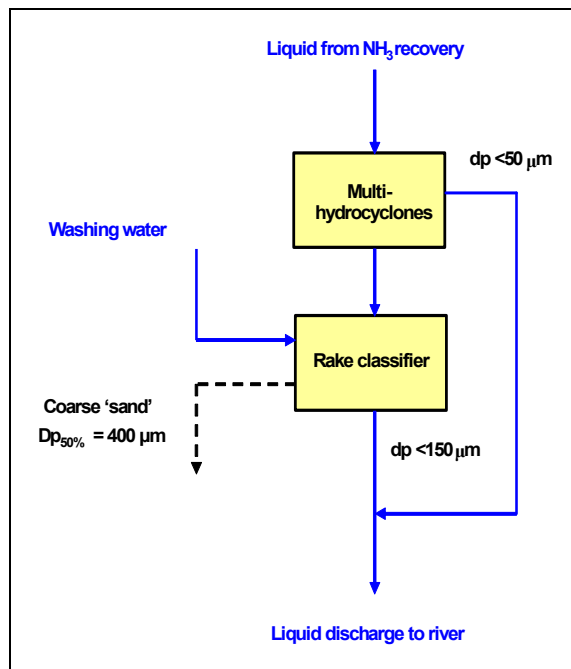 Liquid from NH₃ recovery
dp <50 µm
Multi-
hydrocyclones
Washing water
Rake classifier
Coarse ‘sand’
Dp₅₀% = 400 µm
dp <150 µm
Liquid discharge to river